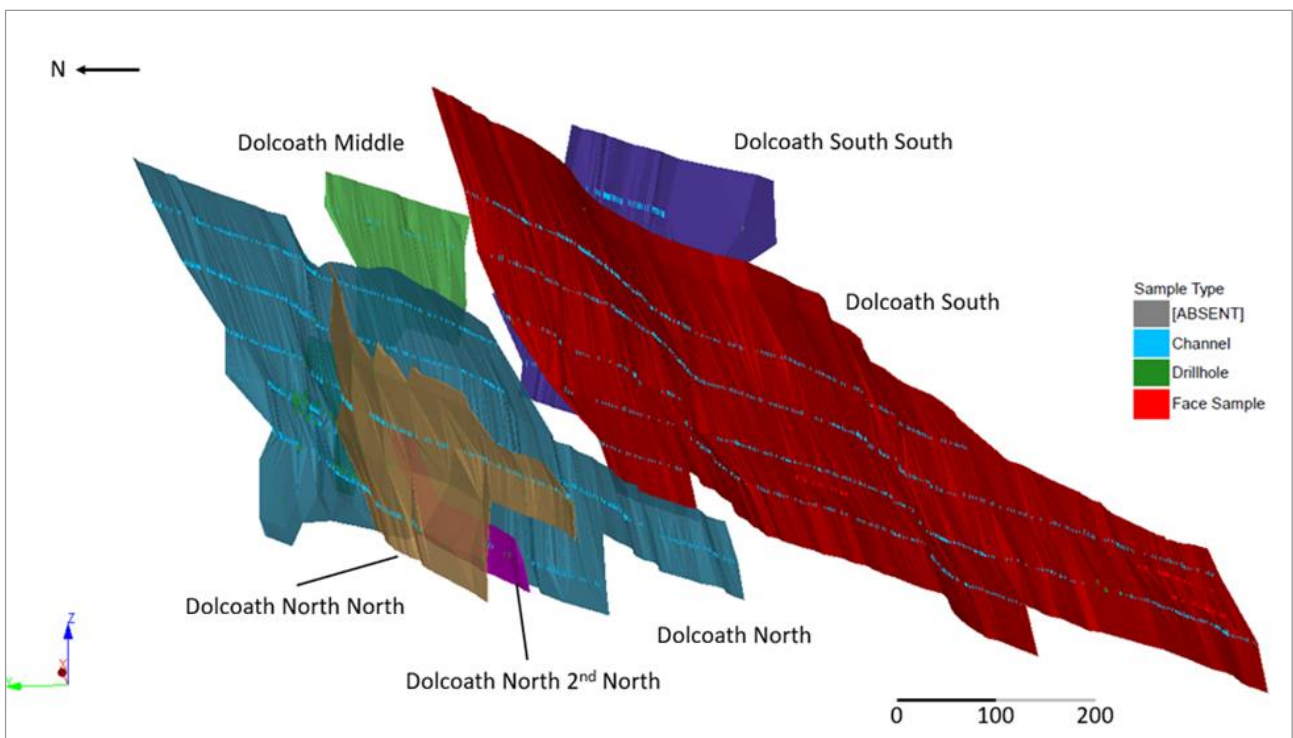 N
Dolcoath Middle
Dolcoath South South
Dolcoath South
Sample Type
[ABSENT]
Channel
Drillhole
Face Sample
Dolcoath North North
Dolcoath North
Dolcoath North 2nd North
Z
X
Y
0 100 200